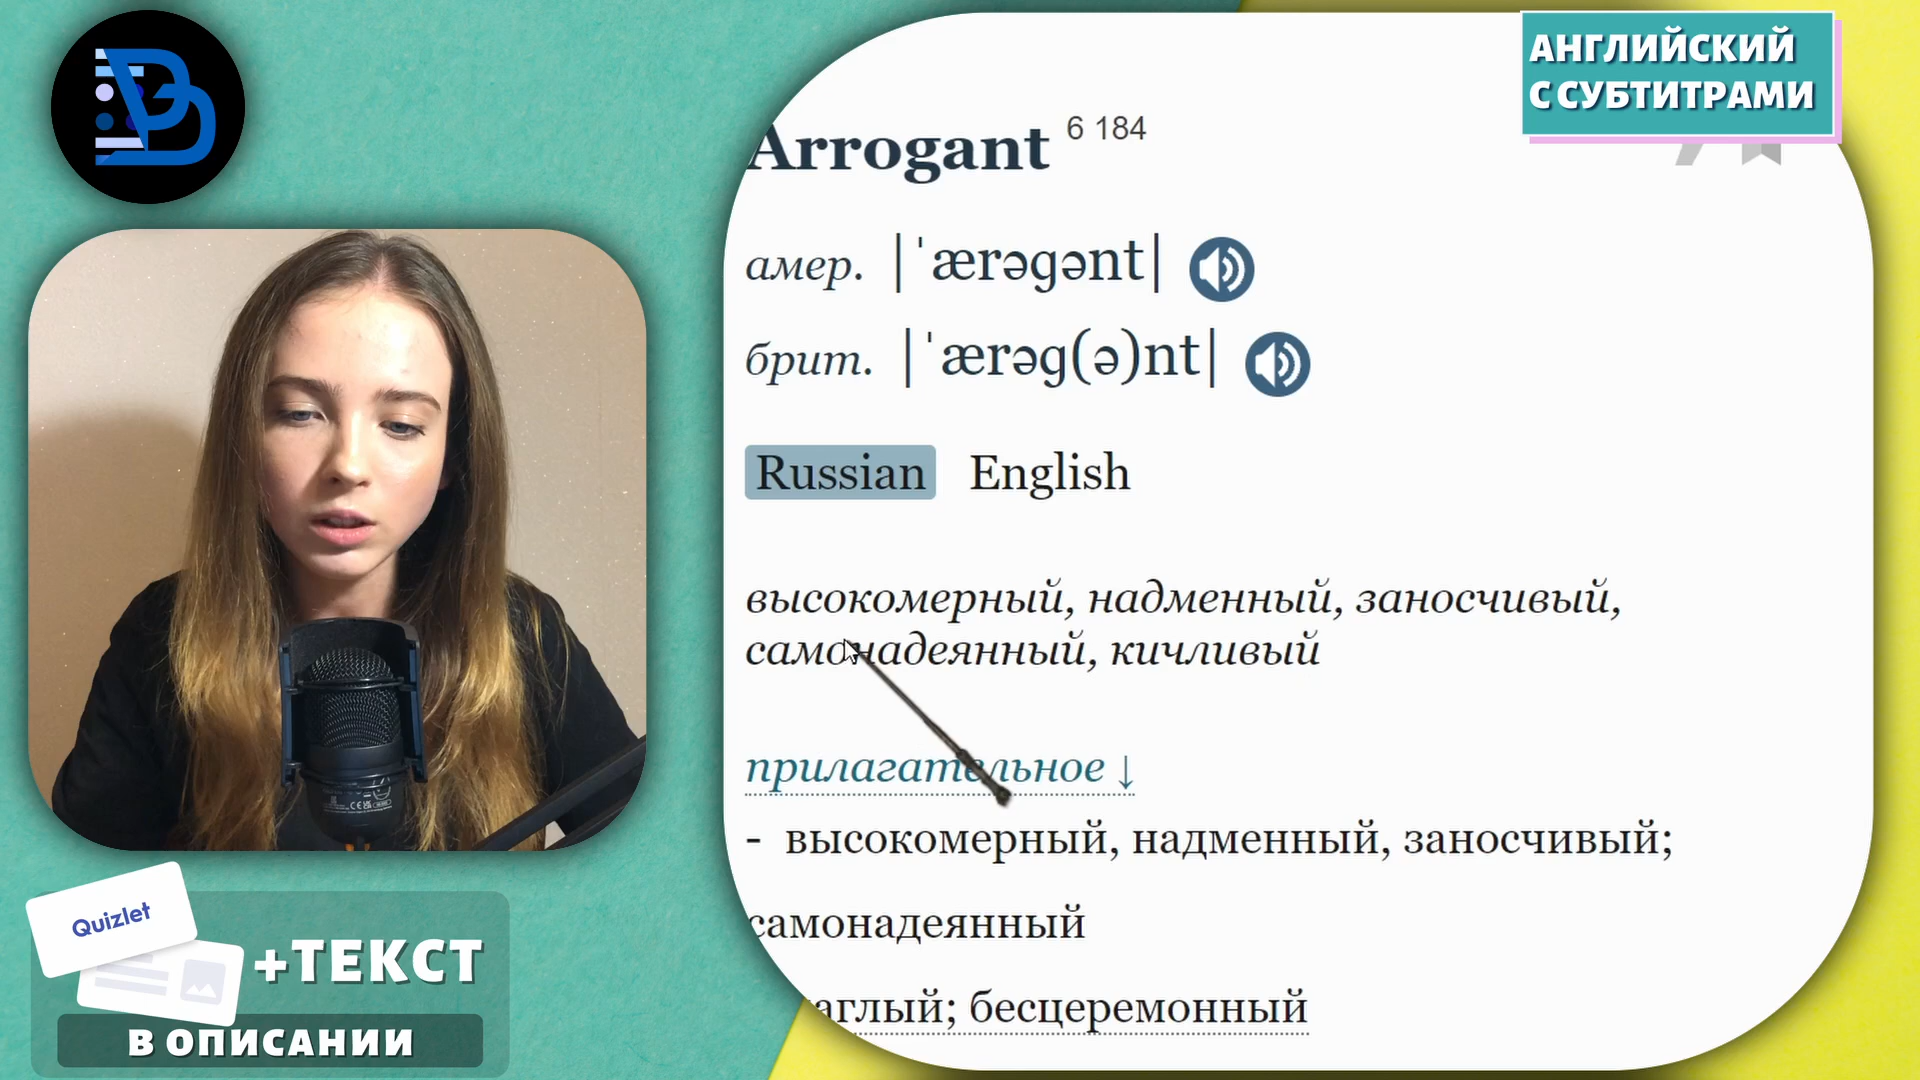 АНГЛИЙСКИЙ
С СУБТИТРАМИ
Arrogant 6 184
амер. |ˈærəɡənt|
брит. |ˈærəɡ(ə)nt|
Russian English
высокомерный, надменный, заносчивый,
самонадеянный, кичливый
прилагательное ↓
- высокомерный, надменный, заносчивый;
самонадеянный
аглый; бесцеремонный
Quizlet
+ТЕКСТ
В ОПИСАНИИ